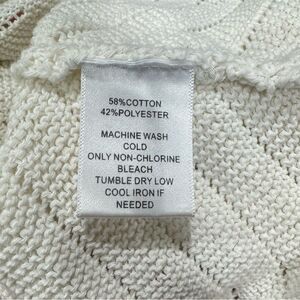 58%COTTON
42%POLYESTER
MACHINE WASH
COLD
ONLY NON-CHLORINE
BLEACH
TUMBLE DRY LOW
COOL IRON IF
NEEDED